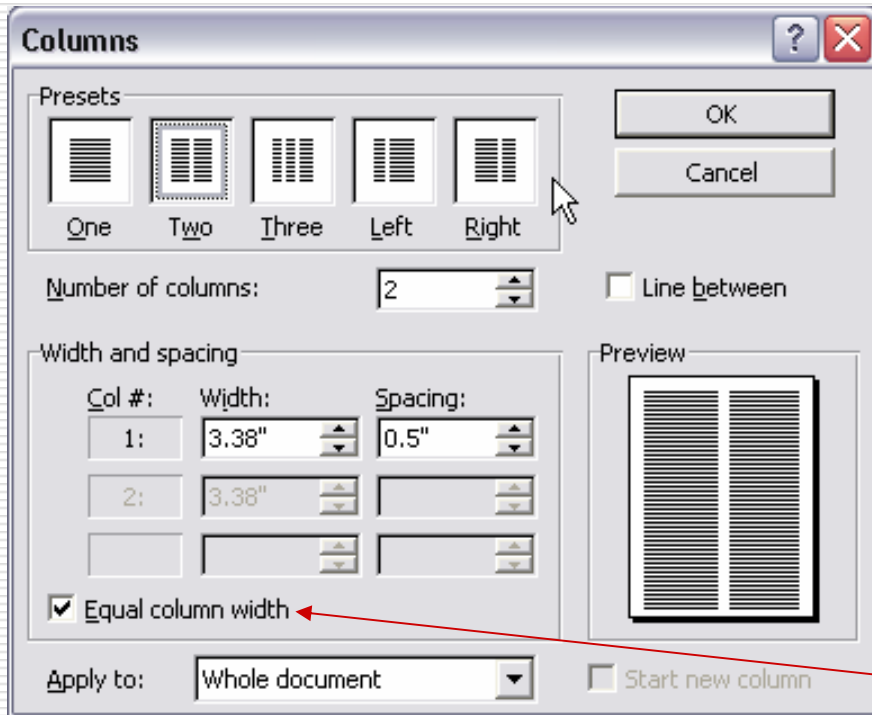 Columns
Presets
One Two Three Left Right
OK
Cancel
Number of columns: 2
Line between
Width and spacing
Col #: Width: Spacing:
1: 3.38" 0.5"
2: 3.38"
Equal column width
Preview
Apply to: Whole document
Start new column